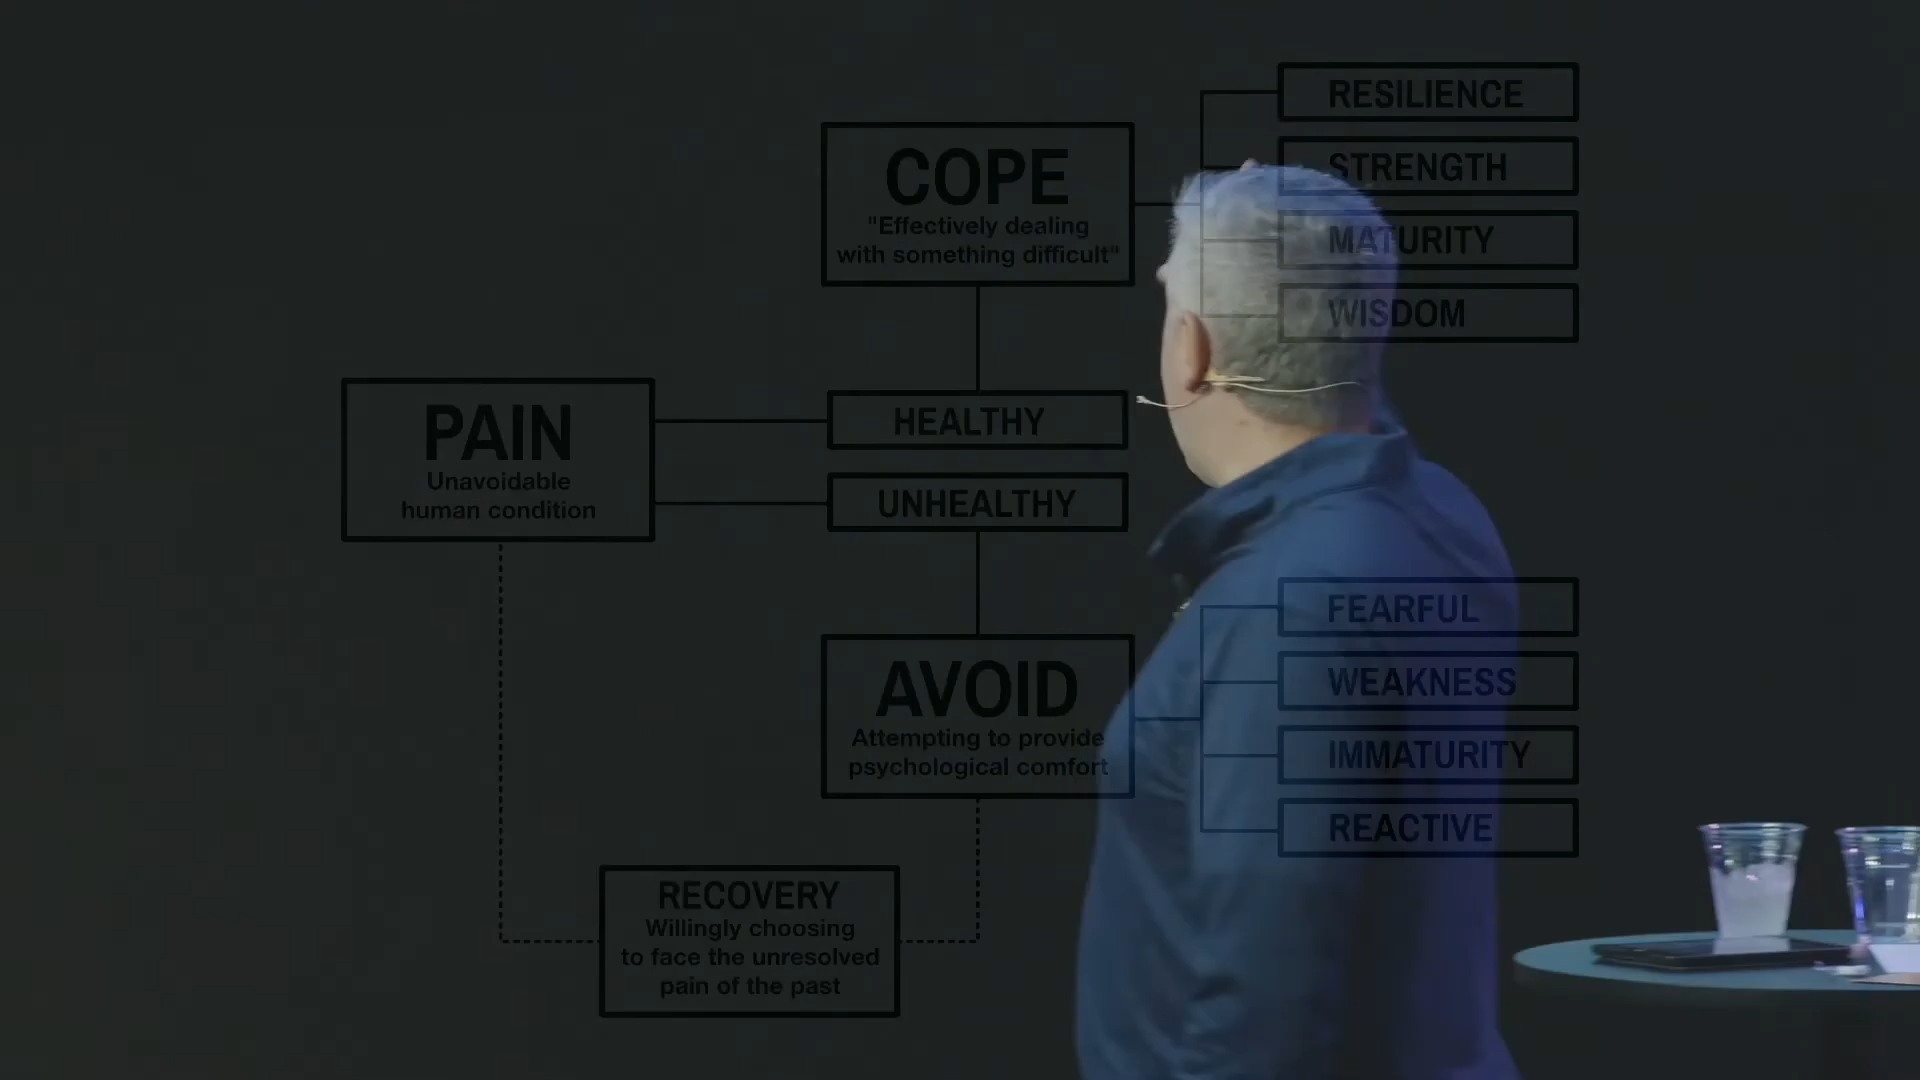 COPE
"Effectively dealing
with something difficult"
RESILIENCE
STRENGTH
MATURITY
WISDOM
PAIN
Unavoidable
human condition
HEALTHY
UNHEALTHY
AVOID
Attempting to provide
psychological comfort
FEARFUL
WEAKNESS
IMMATURITY
REACTIVE
RECOVERY
Willingly choosing
to face the unresolved
pain of the past